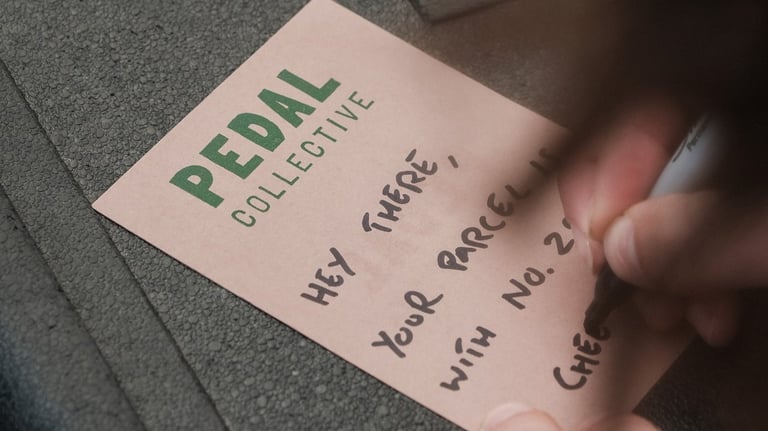 PEDAL
COLLECTIVE
HEY THERE,
YOUR PARCEL
WITH NO.